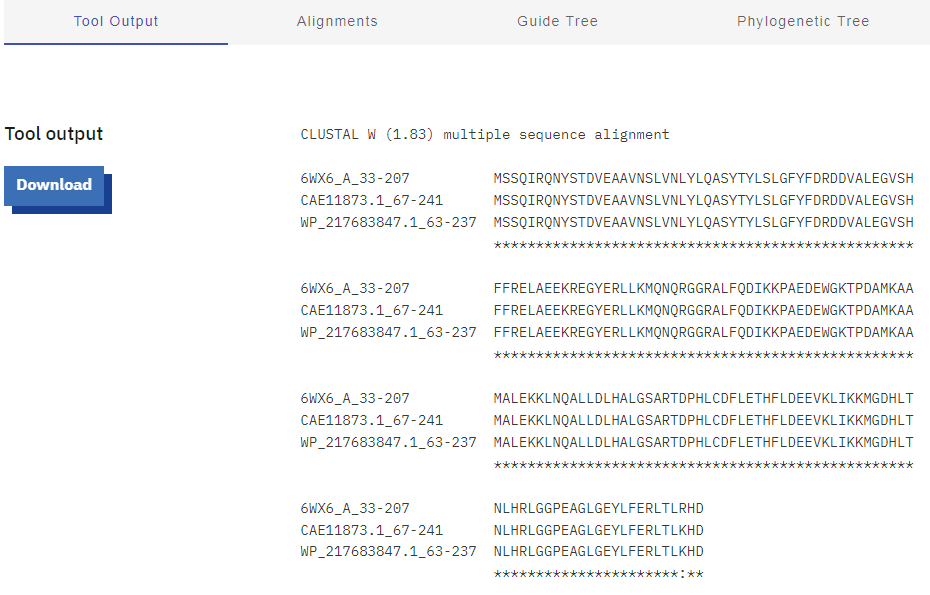 Tool Output Alignments Guide Tree Phylogenetic Tree
Tool output
Download
CLUSTAL W (1.83) multiple sequence alignment
6WX6_A_33-207 MSSQIRQNYSTDVEAAVNSLVNLYLQASYTYLSLGFYFDRDDVALEGVSH
CAE11873.1_67-241 MSSQIRQNYSTDVEAAVNSLVNLYLQASYTYLSLGFYFDRDDVALEGVSH
WP_217683847.1_63-237 MSSQIRQNYSTDVEAAVNSLVNLYLQASYTYLSLGFYFDRDDVALEGVSH
**************************************************
6WX6_A_33-207 FFRELAEEKREGYERLLKMQNQRGGRALFQDIKKPAEDEWGKTPDAMKAA
CAE11873.1_67-241 FFRELAEEKREGYERLLKMQNQRGGRALFQDIKKPAEDEWGKTPDAMKAA
WP_217683847.1_63-237 FFRELAEEKREGYERLLKMQNQRGGRALFQDIKKPAEDEWGKTPDAMKAA
**************************************************
6WX6_A_33-207 MALEKKLNQALLDLHALGSARTDPHLCDFLETHFLDEEVKLIKKMGDHLT
CAE11873.1_67-241 MALEKKLNQALLDLHALGSARTDPHLCDFLETHFLDEEVKLIKKMGDHLT
WP_217683847.1_63-237 MALEKKLNQALLDLHALGSARTDPHLCDFLETHFLDEEVKLIKKMGDHLT
**************************************************
6WX6_A_33-207 NLHRLGGPEAGLGEYLFERLTLRHD
CAE11873.1_67-241 NLHRLGGPEAGLGEYLFERLTLKHD
WP_217683847.1_63-237 NLHRLGGPEAGLGEYLFERLTLKHD
**********************:**